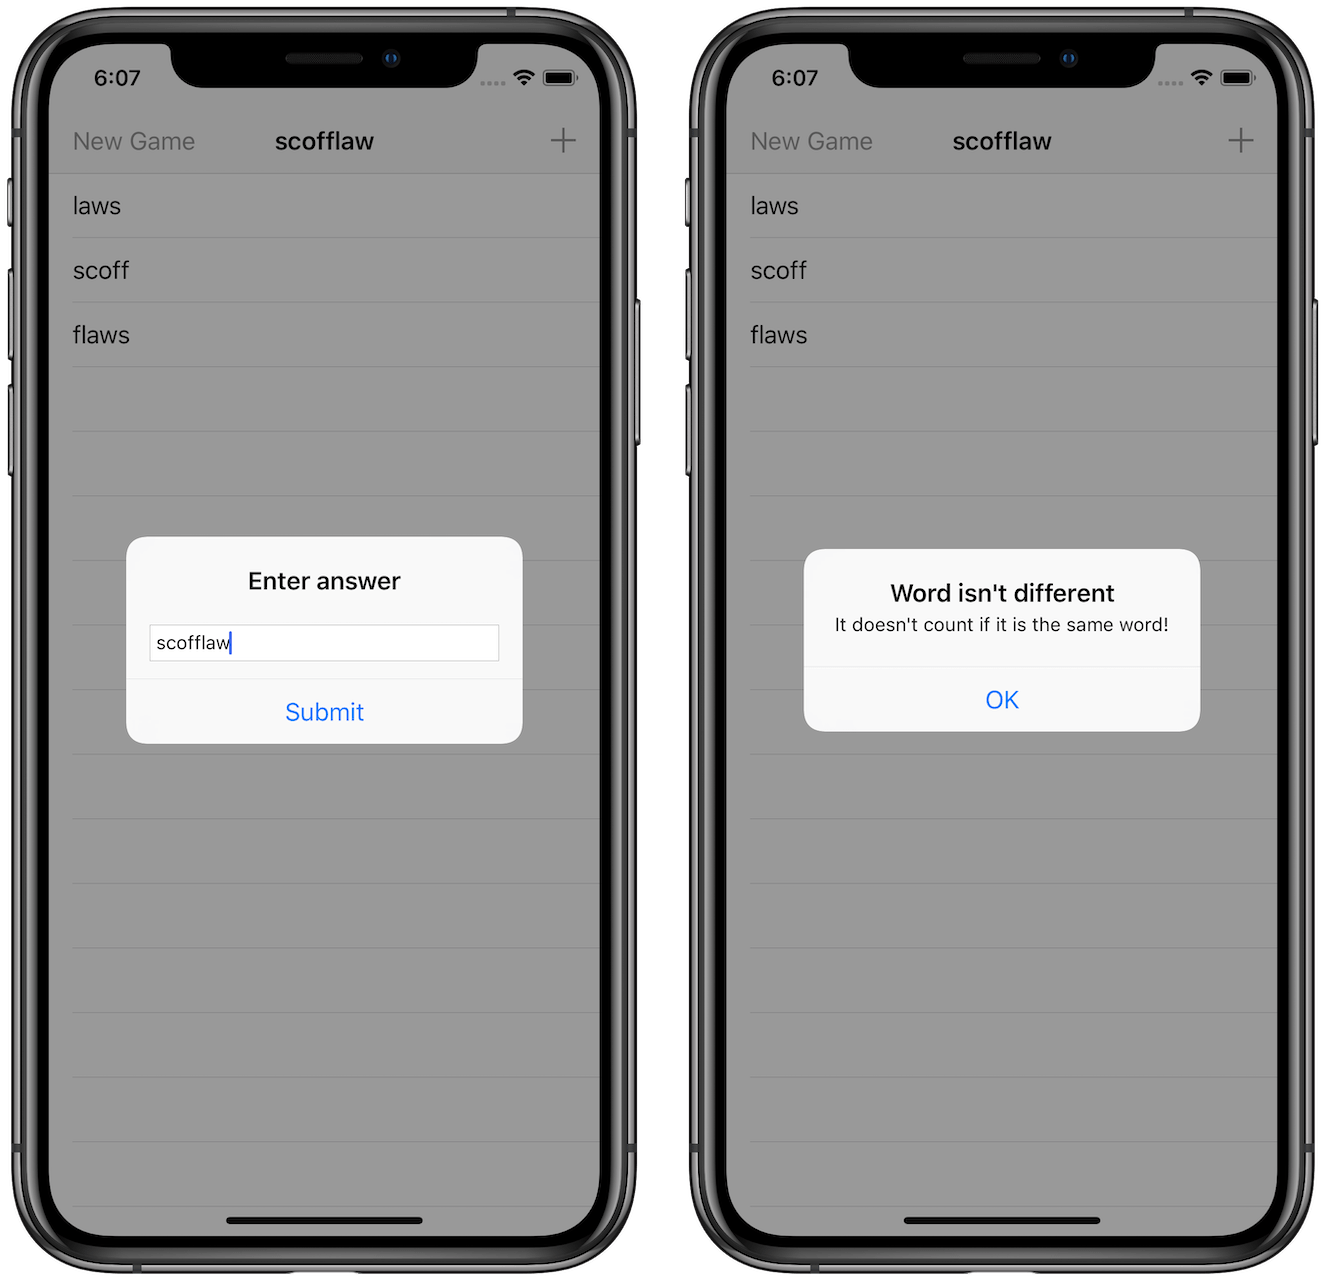 6:07
New Game scofflaw +
laws
scoff
flaws
Enter answer
scofflaw
Submit
6:07
New Game scofflaw +
laws
scoff
flaws
Word isn't different
It doesn't count if it is the same word!
OK